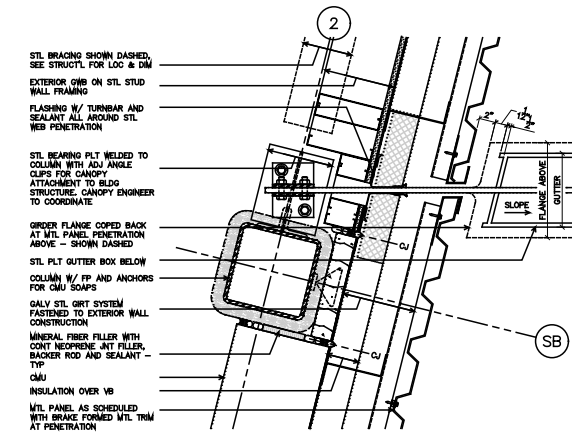 2
STL BRACING SHOWN DASHED,
SEE STRUCT'L FOR LOC & DIM
EXTERIOR GWB ON STL STUD
WALL FRAMING
FLASHING W/ TURNBAR AND
SEALANT ALL AROUND STL
WEB PENETRATION
STL BEARING PLT WELDED TO
COLUMN WITH ADJ ANGLE
CLIPS FOR CANOPY
ATTACHMENT TO BLDG
STRUCTURE. CANOPY ENGINEER
TO COORDINATE
GIRDER FLANGE COPED BACK
AT MTL PANEL PENETRATION
ABOVE - SHOWN DASHED
STL PLT GUTTER BOX BELOW
COLUMN W/ FP AND ANCHORS
FOR CMU SOAPS
GALV STL GIRT SYSTEM
FASTENED TO EXTERIOR WALL
CONSTRUCTION
MINERAL FIBER FILLER WITH
CONT NEOPRENE JNT FILLER,
BACKER ROD AND SEALANT -
TYP
CMU
INSULATION OVER VB
MTL PANEL AS SCHEDULED
WITH BRAKE FORMED MTL TRIM
AT PENETRATION
2"
SLOPE
FLANGE ABOVE
GUTTER
SB